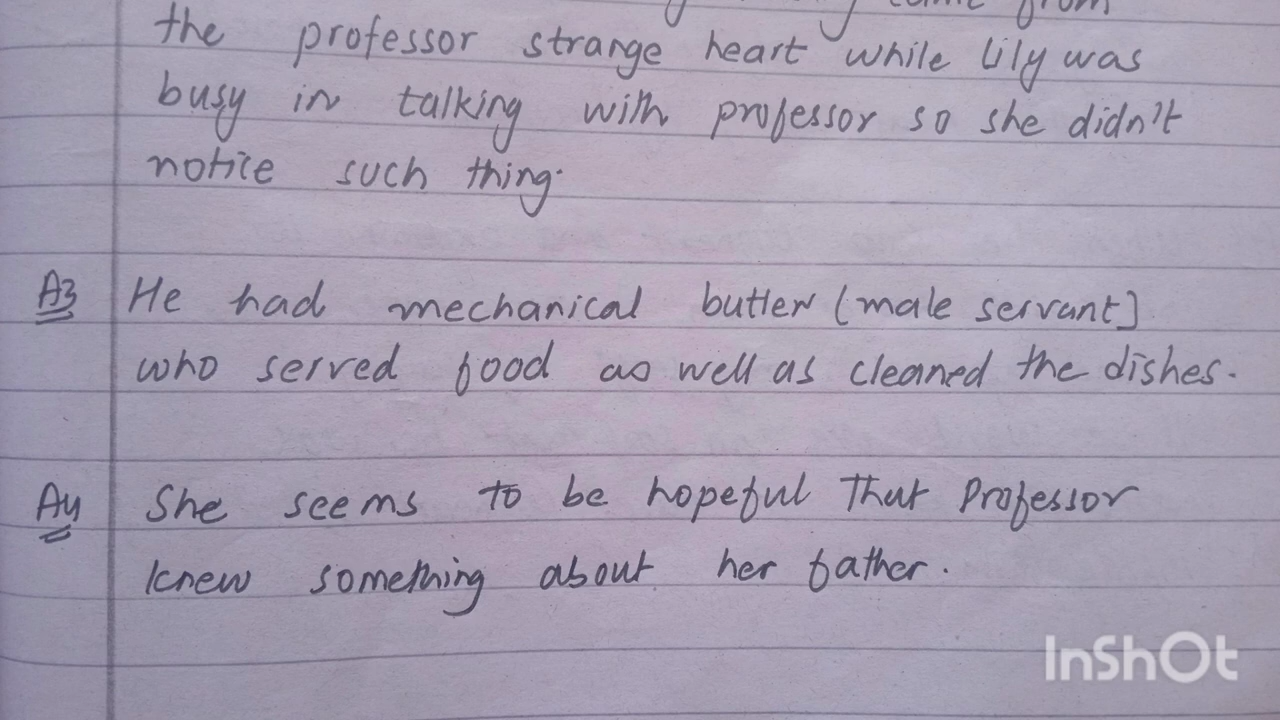 came from
the professor strange heart while Lily was
busy in talking with professor so she didn't
notice such thing.
A3 He had mechanical butler (male servant]
who served food as well as cleaned the dishes.
A4 She seems to be hopeful that Professor
knew something about her father.
InShOt